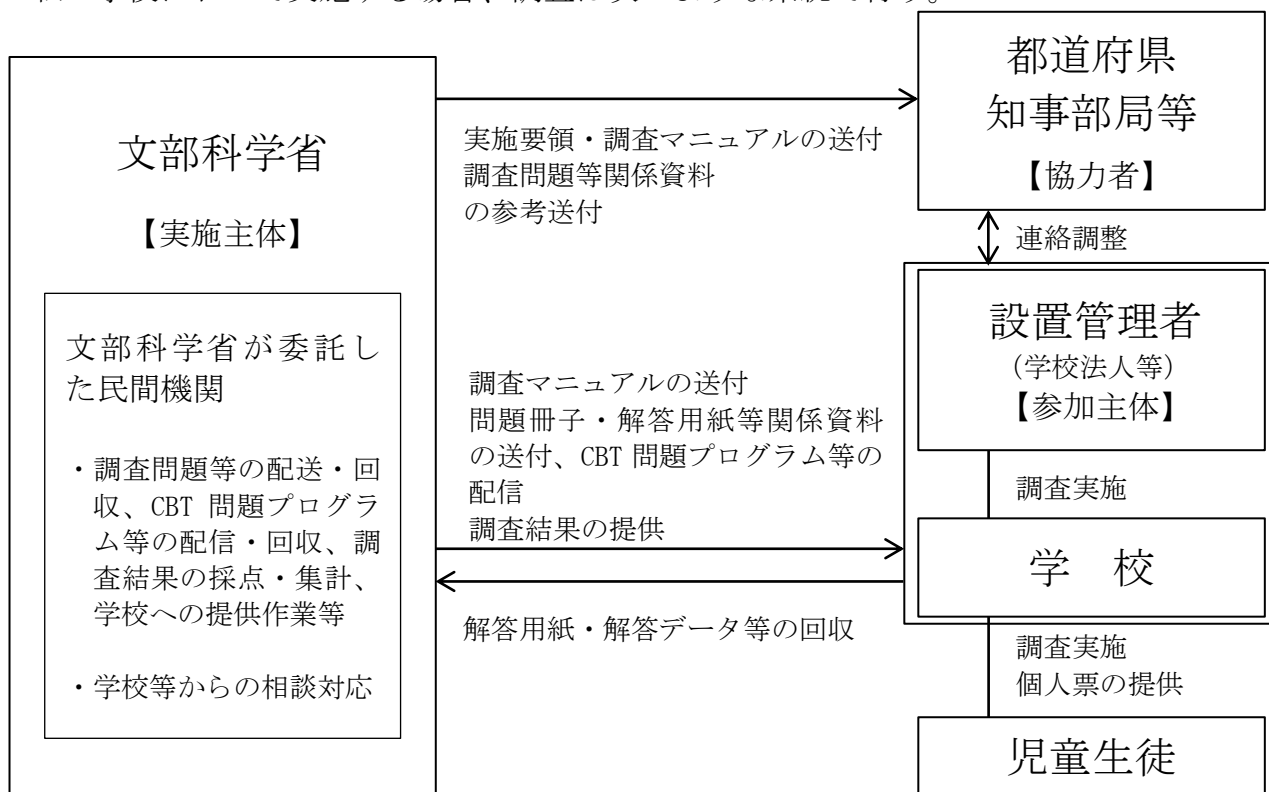 文部科学省
【実施主体】
文部科学省が委託し
た民間機関
・調査問題等の配送・回
収、CBT 問題プログラ
ム等の配信・回収、調
査結果の採点・集計、
学校への提供作業等
・学校等からの相談対応
実施要領・調査マニュアルの送付
調査問題等関係資料
の参考送付
調査マニュアルの送付
問題冊子・解答用紙等関係資料
の送付、CBT 問題プログラム等の
配信
調査結果の提供
解答用紙・解答データ等の回収
都道府県
知事部局等
【協力者】
連絡調整
設置管理者
(学校法人等)
【参加主体】
調査実施
学 校
調査実施
個人票の提供
児童生徒